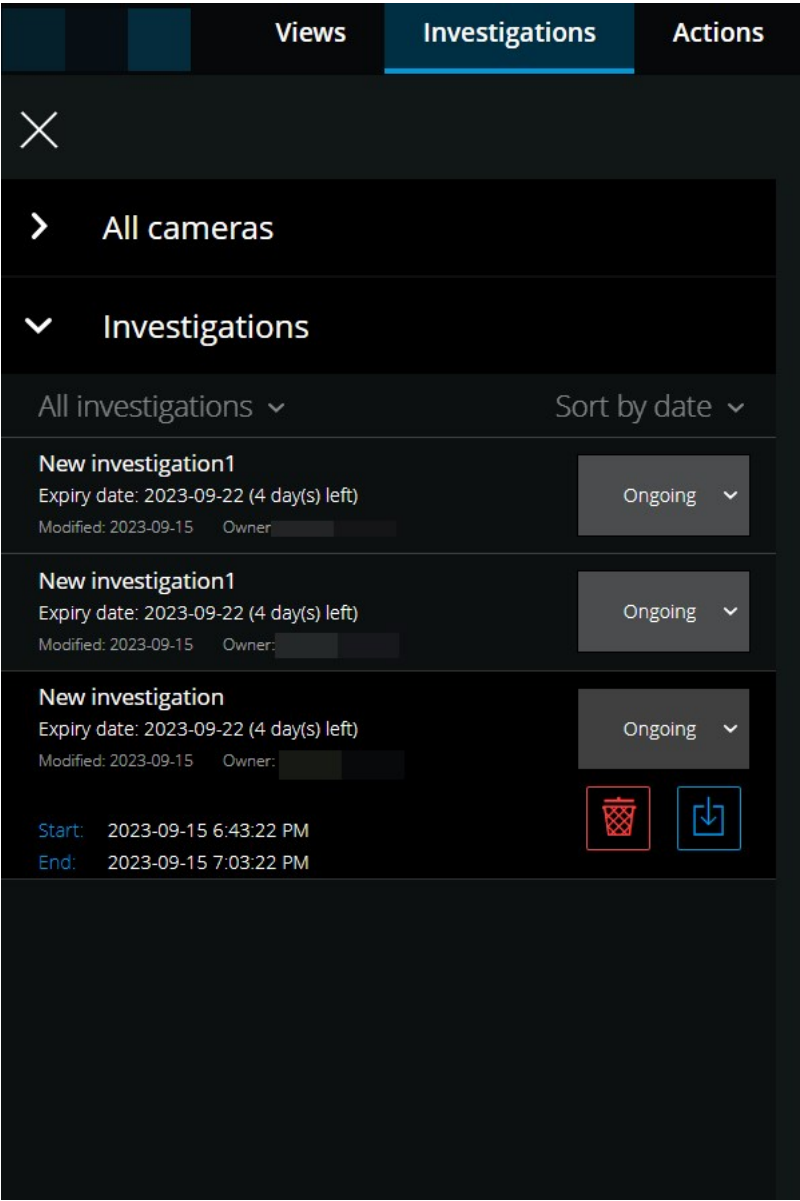 Views Investigations Actions
All cameras
Investigations
All investigations Sort by date
New investigation1
Expiry date: 2023-09-22 (4 day(s) left) Ongoing
Modified: 2023-09-15 Owner
New investigation1
Expiry date: 2023-09-22 (4 day(s) left) Ongoing
Modified: 2023-09-15 Owner:
New investigation
Expiry date: 2023-09-22 (4 day(s) left) Ongoing
Modified: 2023-09-15 Owner:
Start: 2023-09-15 6:43:22 PM
End: 2023-09-15 7:03:22 PM